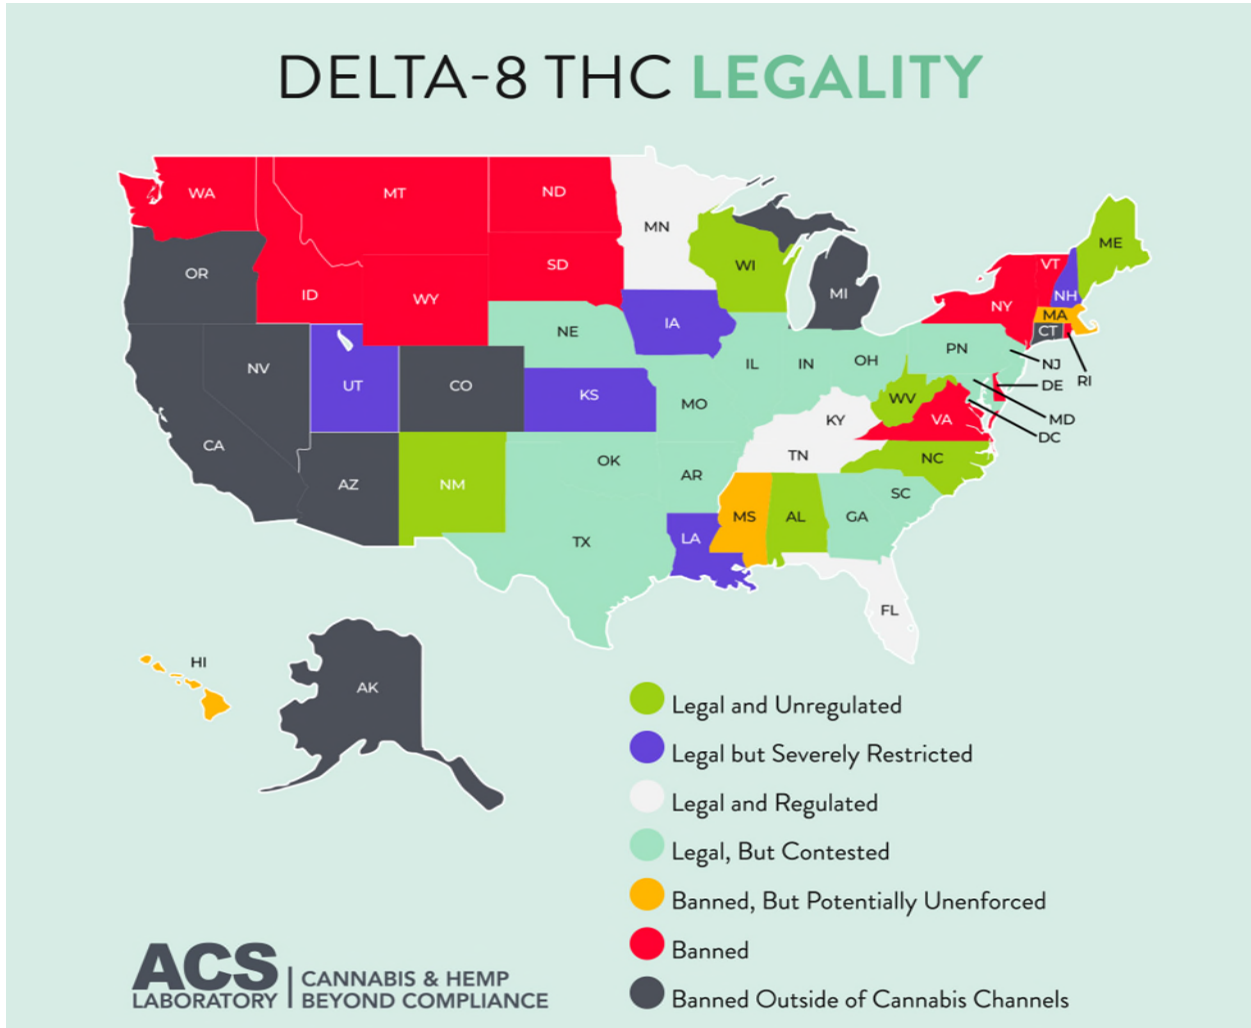 DELTA-8 THC LEGALITY
WA
MT
ND
MN
OR
ID
WY
SD
WI
MI
NY
VT
NH
ME
MA
CT
RI
NV
UT
CO
NE
IA
KS
IL
IN
OH
PN
NJ
DE
MD
DC
CA
AZ
NM
OK
MO
KY
WV
VA
TN
NC
AR
SC
TX
LA
MS
AL
GA
FL
HI
AK
Legal and Unregulated
Legal but Severely Restricted
Legal and Regulated
Legal, But Contested
Banned, But Potentially Unenforced
Banned
Banned Outside of Cannabis Channels
ACS
LABORATORY
CANNABIS & HEMP
BEYOND COMPLIANCE